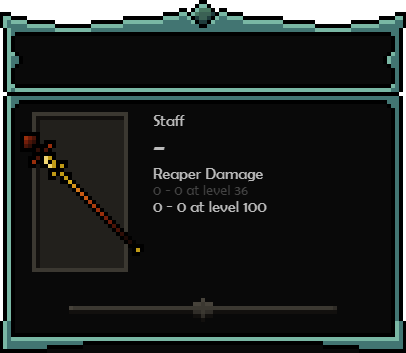 Staff
–
Reaper Damage
0 - 0 at level 36
0 - 0 at level 100